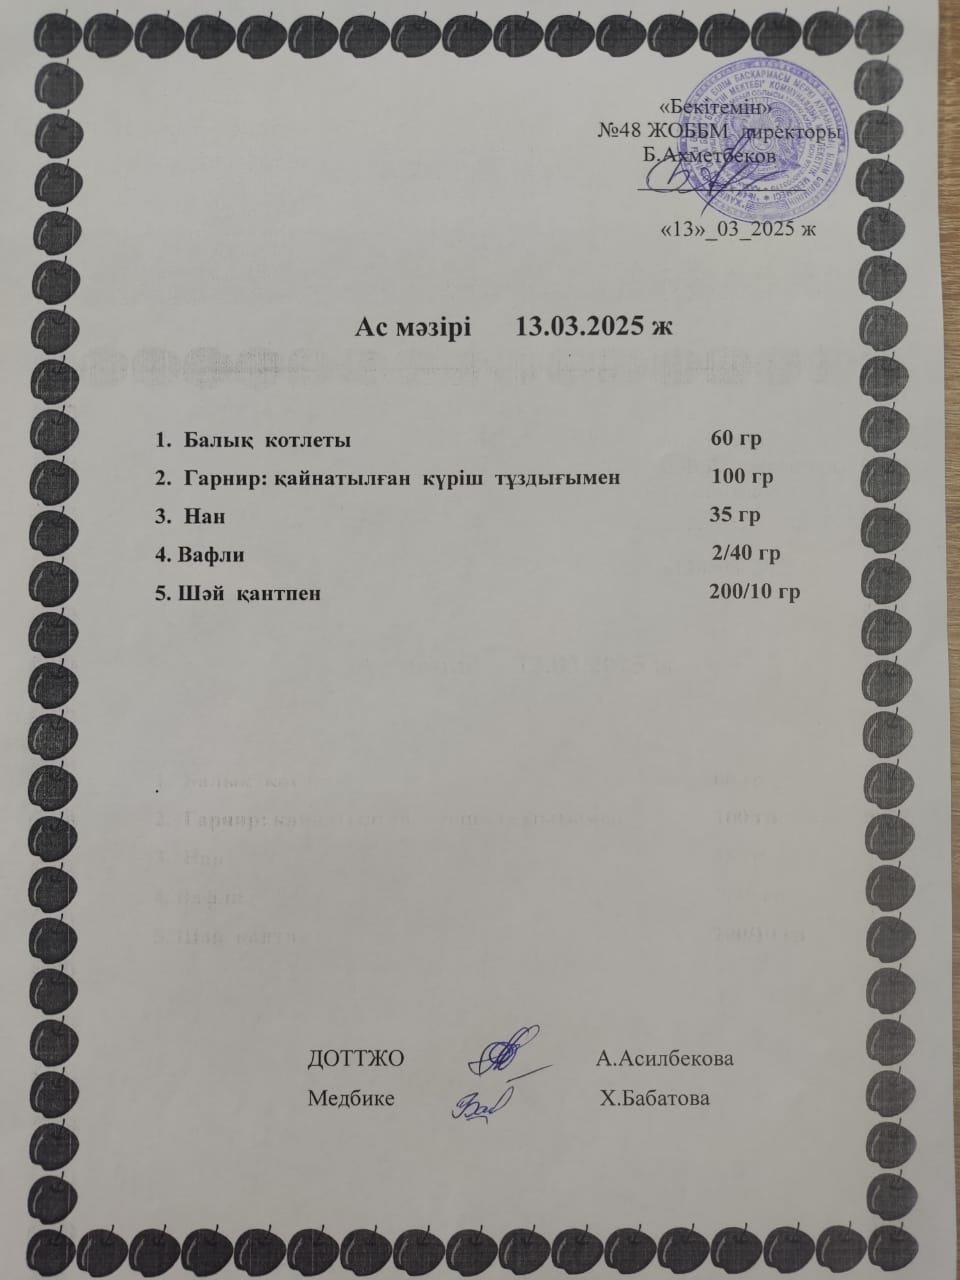 «Бекітемін»
№48 ЖОББМ директоры
Б.Ахметбеков
«13»_03_2025 ж
Ас мәзірі 13.03.2025 ж
1. Балық котлеты 60 гр
2. Гарнир: қайнатылған күріш тұздығымен 100 гр
3. Нан 35 гр
4. Вафли 2/40 гр
5. Шәй қантпен 200/10 гр
ДОТТЖО А.Асилбекова
Медбике Х.Бабатова